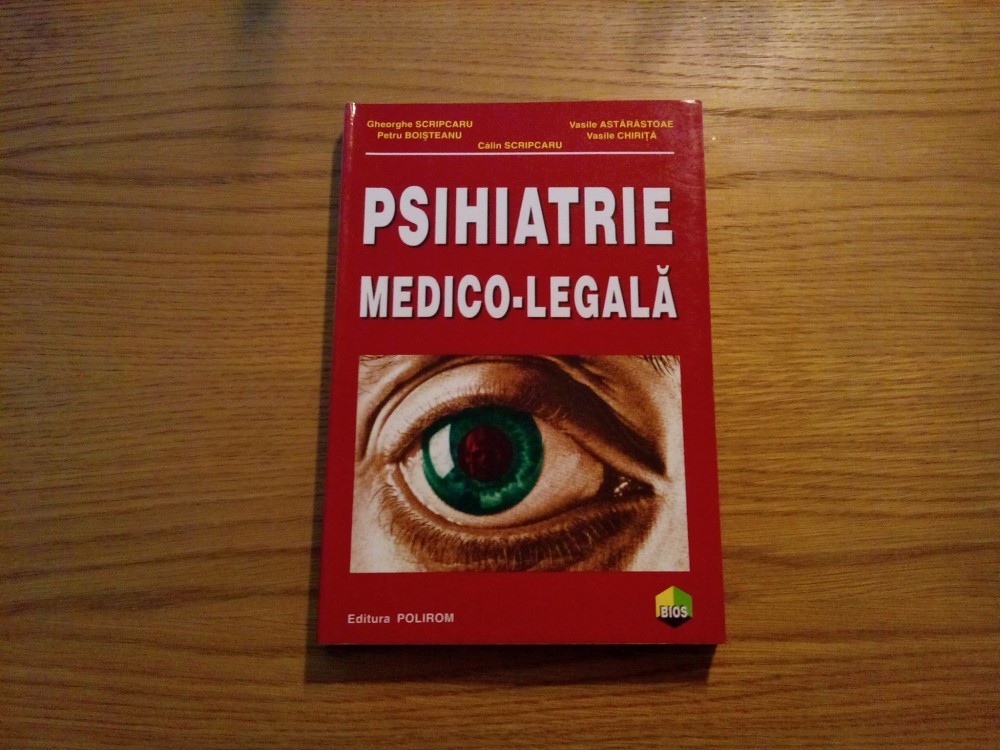 Gheorghe SCRIPCARU Vasile ASTĂRĂSTOAE
Petru BOIȘTEANU Vasile CHIRIȚĂ
Călin SCRIPCARU
PSIHIATRIE
MEDICO-LEGALĂ
Editura POLIROM
BIOS